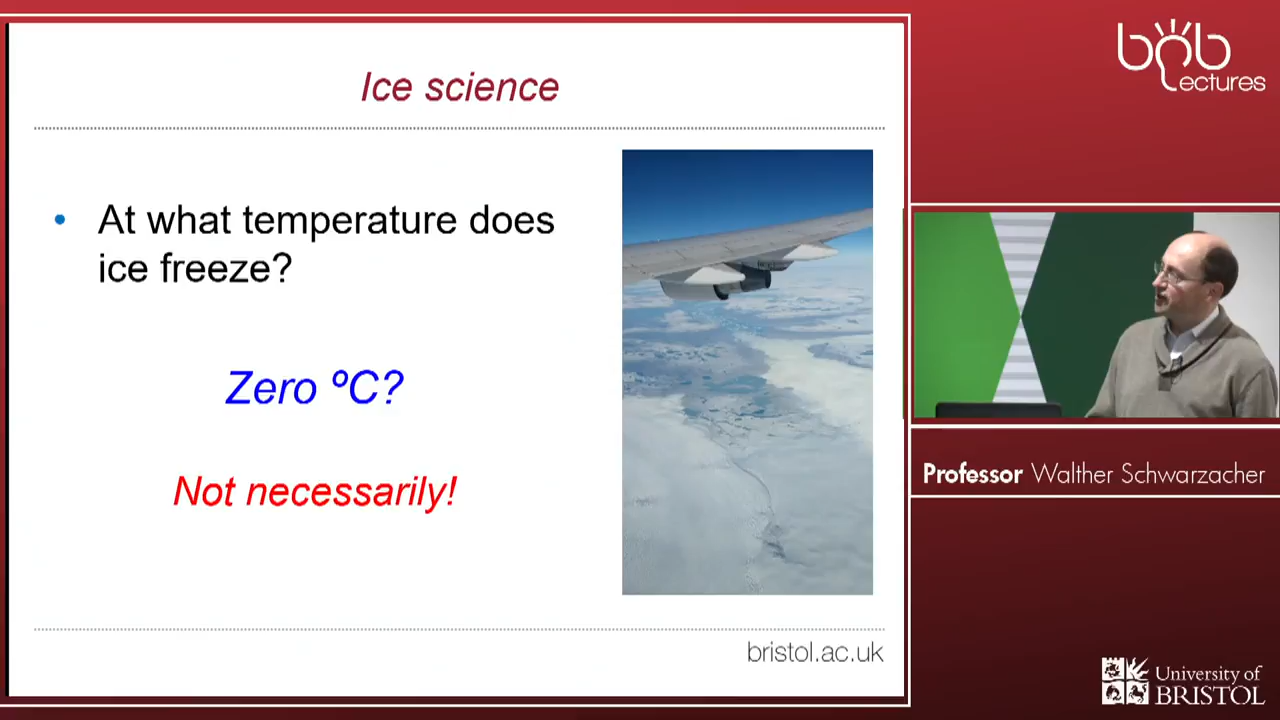 Ice science
• At what temperature does
ice freeze?
Zero ºC?
Not necessarily!
bristol.ac.uk
bob
Lectures
Professor Walther Schwarzacher
University of
BRISTOL